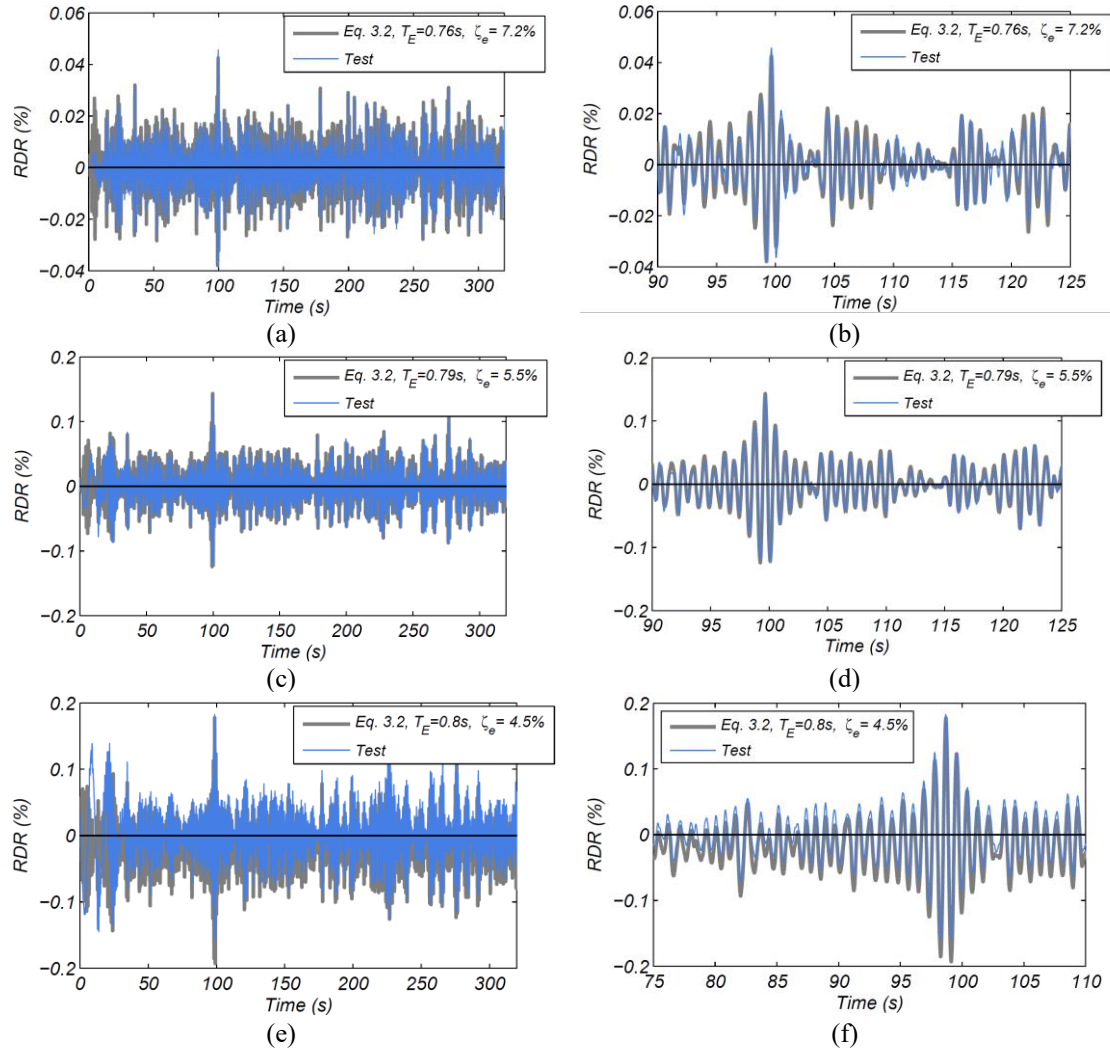 0.06
0.04
0.02
0
−0.02
−0.04
RDR (%)
Eq. 3.2, T_E=0.76s, ζ_e= 7.2%
Test
0 50 100 150 200 250 300
Time (s)
(a)
0.06
0.04
0.02
0
−0.02
−0.04
RDR (%)
Eq. 3.2, T_E=0.76s, ζ_e= 7.2%
Test
90 95 100 105 110 115 120 125
Time (s)
(b)
0.2
0.1
0
−0.1
−0.2
RDR (%)
Eq. 3.2, T_E=0.79s, ζ_e= 5.5%
Test
0 50 100 150 200 250 300
Time (s)
(c)
0.2
0.1
0
−0.1
−0.2
RDR (%)
Eq. 3.2, T_E=0.79s, ζ_e= 5.5%
Test
90 95 100 105 110 115 120 125
Time (s)
(d)
0.2
0.1
0
−0.1
−0.2
RDR (%)
Eq. 3.2, T_E=0.8s, ζ_e= 4.5%
Test
0 50 100 150 200 250 300
Time (s)
(e)
0.2
0.1
0
−0.1
−0.2
RDR (%)
Eq. 3.2, T_E=0.8s, ζ_e= 4.5%
Test
75 80 85 90 95 100 105 110
Time (s)
(f)